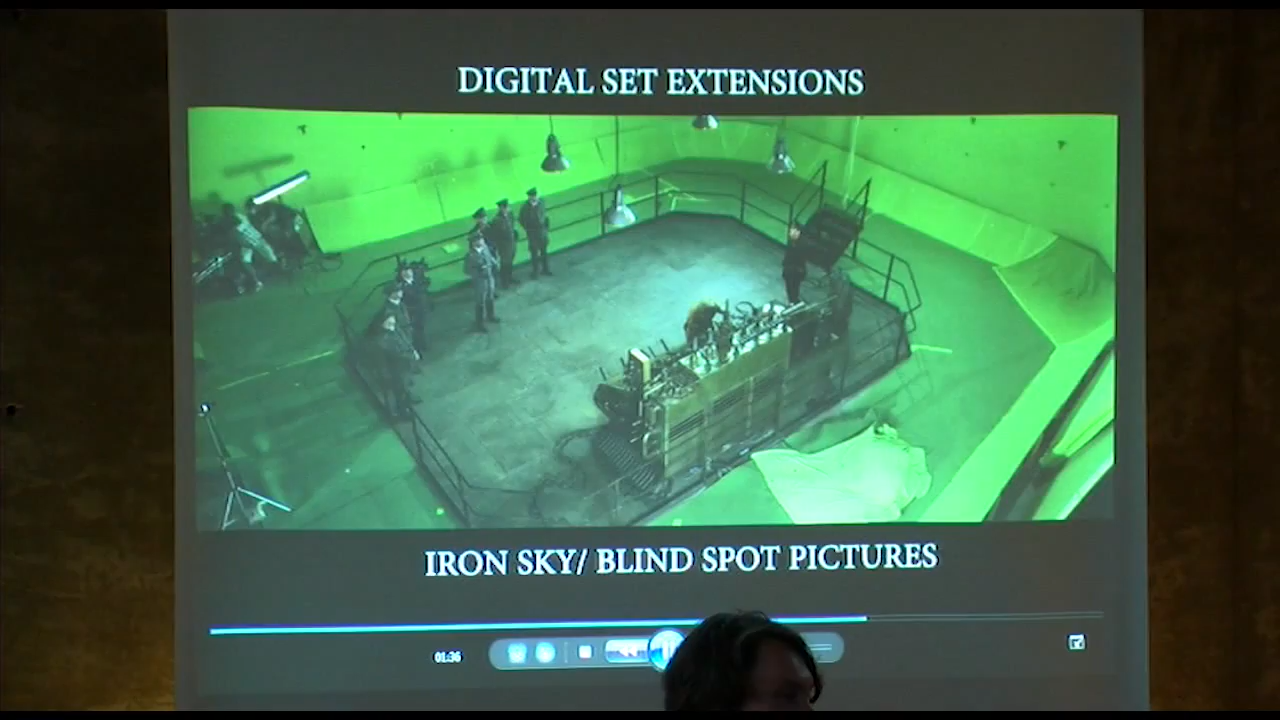 DIGITAL SET EXTENSIONS
IRON SKY/ BLIND SPOT PICTURES
01:36